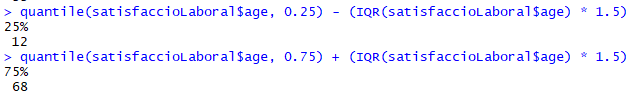 > quantile(satisfaccioLaboral$age, 0.25) - (IQR(satisfaccioLaboral$age) * 1.5)
25%
12
> quantile(satisfaccioLaboral$age, 0.75) + (IQR(satisfaccioLaboral$age) * 1.5)
75%
68